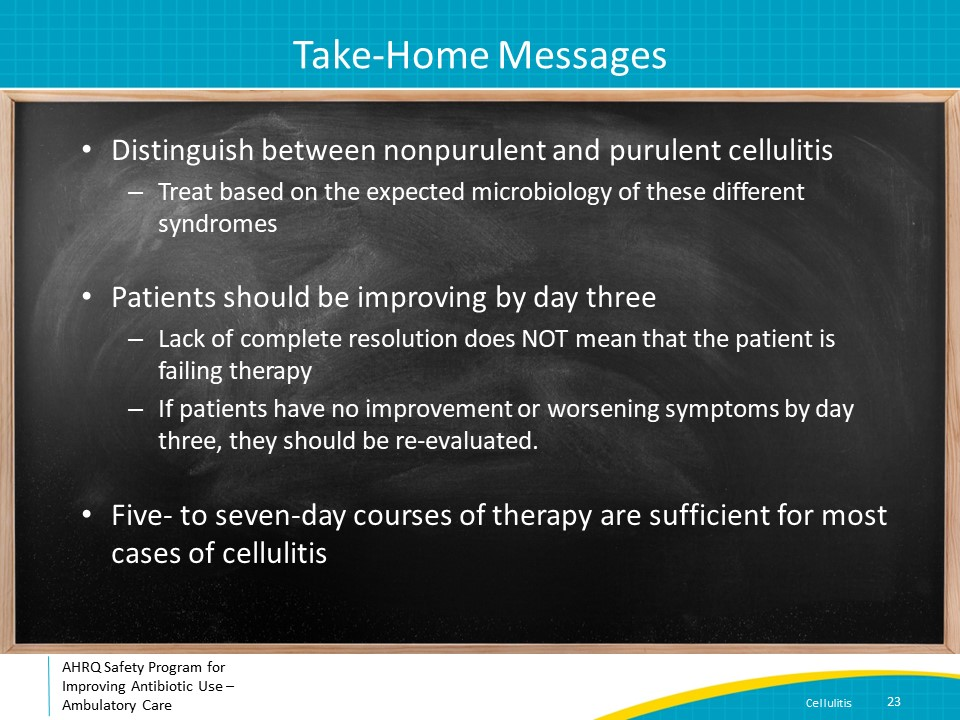 Take-Home Messages
• Distinguish between nonpurulent and purulent cellulitis
– Treat based on the expected microbiology of these different
syndromes
• Patients should be improving by day three
– Lack of complete resolution does NOT mean that the patient is
failing therapy
– If patients have no improvement or worsening symptoms by day
three, they should be re-evaluated.
• Five- to seven-day courses of therapy are sufficient for most
cases of cellulitis
AHRQ Safety Program for
Improving Antibiotic Use –
Ambulatory Care
Cellulitis 23